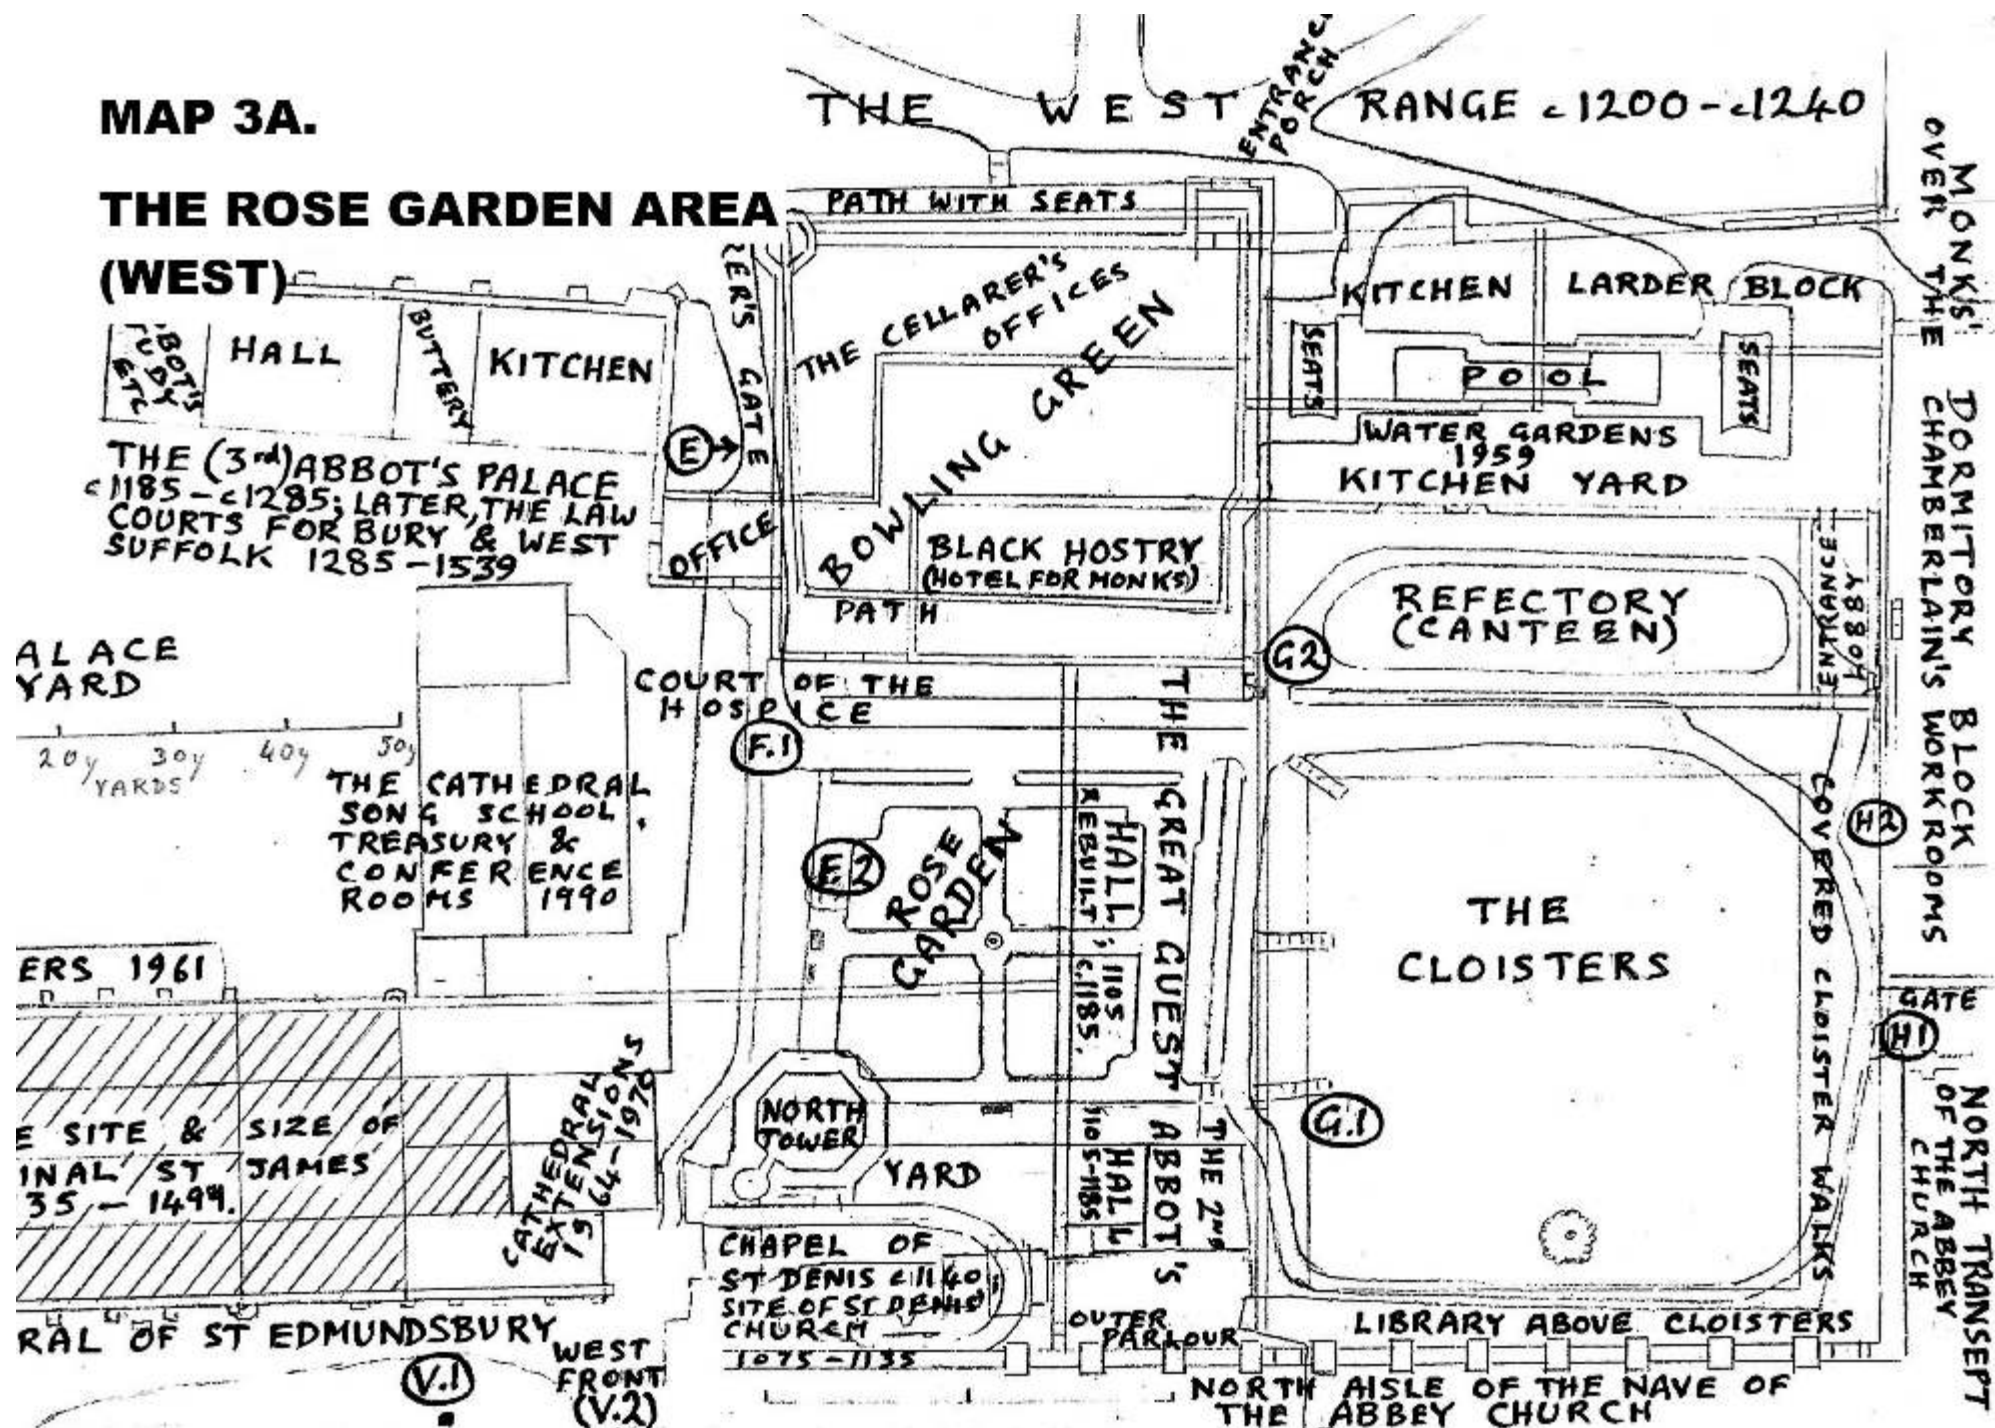 MAP 3A.
THE ROSE GARDEN AREA
(WEST)
THE WEST RANGE c1200-c1240
ENTRANCE
PORCH
PATH WITH SEATS
ER'S GATE
THE CELLARER'S
OFFICES
BOWLING GREEN
KITCHEN
LARDER BLOCK
SEATS
POOL
SEATS
WATER GARDENS
1959
KITCHEN YARD
MONKS' DORMITORY BLOCK
OVER THE CHAMBERLAIN'S WORKROOMS
'BOT'S
UDY
ETC
HALL
BUTTERY
KITCHEN
E
THE (3rd) ABBOT'S PALACE
c1185-c1285; LATER, THE LAW
COURTS FOR BURY & WEST
SUFFOLK 1285-1539
OFFICE
BLACK HOSTRY
(HOTEL FOR MONKS)
PATH
REFECTORY
(CANTEEN)
ENTRANCE
LOBBY
G2
ALACE
YARD
20y 30y 40y 50y
YARDS
COURT OF THE
HOSPICE
F.1
THE CATHEDRAL
SONG SCHOOL,
TREASURY &
CONFERENCE
ROOMS 1990
F.2
ROSE
GARDEN
HALL; 1105
REBUILT c.1185.
THE GREAT GUEST
HALL
1105-1185
THE 2nd
ABBOT'S
THE
CLOISTERS
COVERED CLOISTER WALKS
H2
GATE
H1
G.1
NORTH TRANSEPT
OF THE ABBEY
CHURCH
ERS 1961
E SITE & SIZE OF
INAL ST JAMES
35-1499.
CATHEDRAL
EXTENSIONS
1964-1970
NORTH
TOWER
YARD
CHAPEL OF
ST DENIS c1140
SITE OF ST DENIS'
CHURCH
1075-1135
OUTER
PARLOUR
LIBRARY ABOVE CLOISTERS
RAL OF ST EDMUNDSBURY
V.1
WEST
FRONT
(V.2)
NORTH AISLE OF THE NAVE OF
THE ABBEY CHURCH